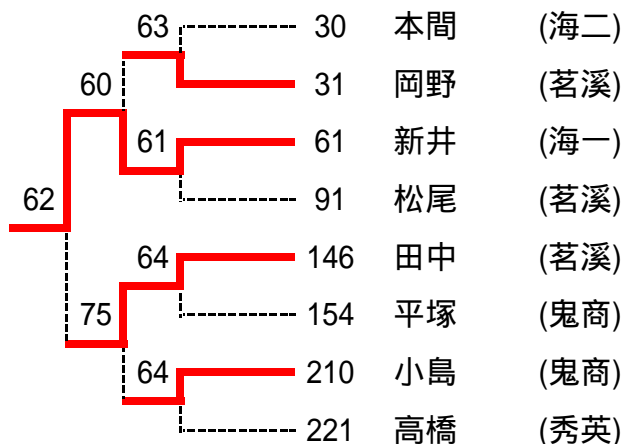 63 30 本間 (海二)
60 31 岡野 (茗溪)
61 61 新井 (海一)
62 91 松尾 (茗溪)
64 146 田中 (茗溪)
75 154 平塚 (鬼商)
64 210 小島 (鬼商)
221 高橋 (秀英)